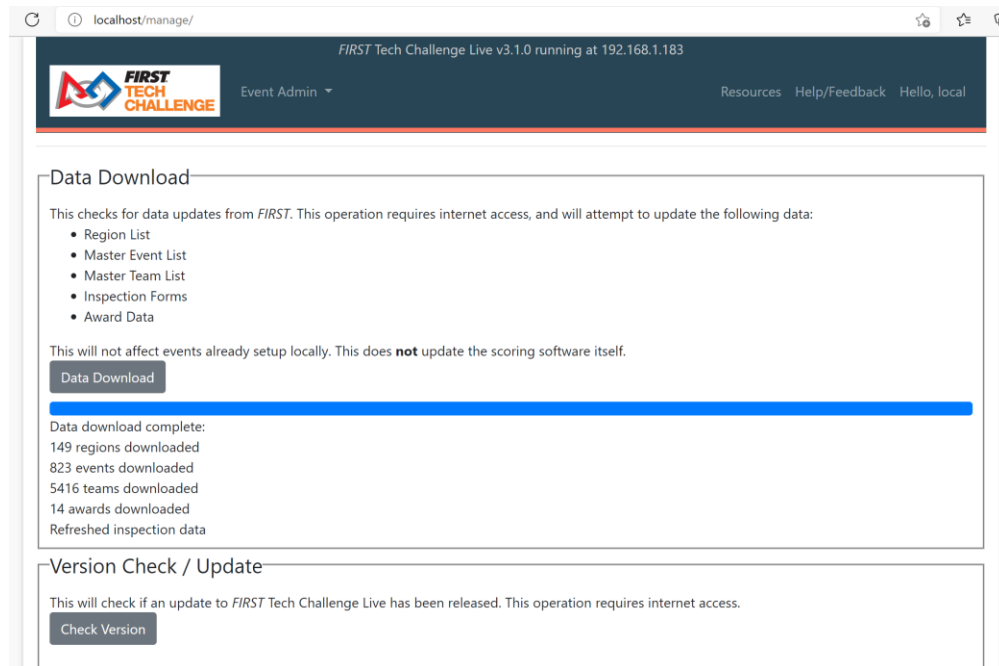 localhost/manage/
FIRST Tech Challenge Live v3.1.0 running at 192.168.1.183
FIRST
TECH
CHALLENGE
Event Admin
Resources Help/Feedback Hello, local
Data Download
This checks for data updates from FIRST. This operation requires internet access, and will attempt to update the following data:
• Region List
• Master Event List
• Master Team List
• Inspection Forms
• Award Data
This will not affect events already setup locally. This does not update the scoring software itself.
Data Download
Data download complete:
149 regions downloaded
823 events downloaded
5416 teams downloaded
14 awards downloaded
Refreshed inspection data
Version Check / Update
This will check if an update to FIRST Tech Challenge Live has been released. This operation requires internet access.
Check Version